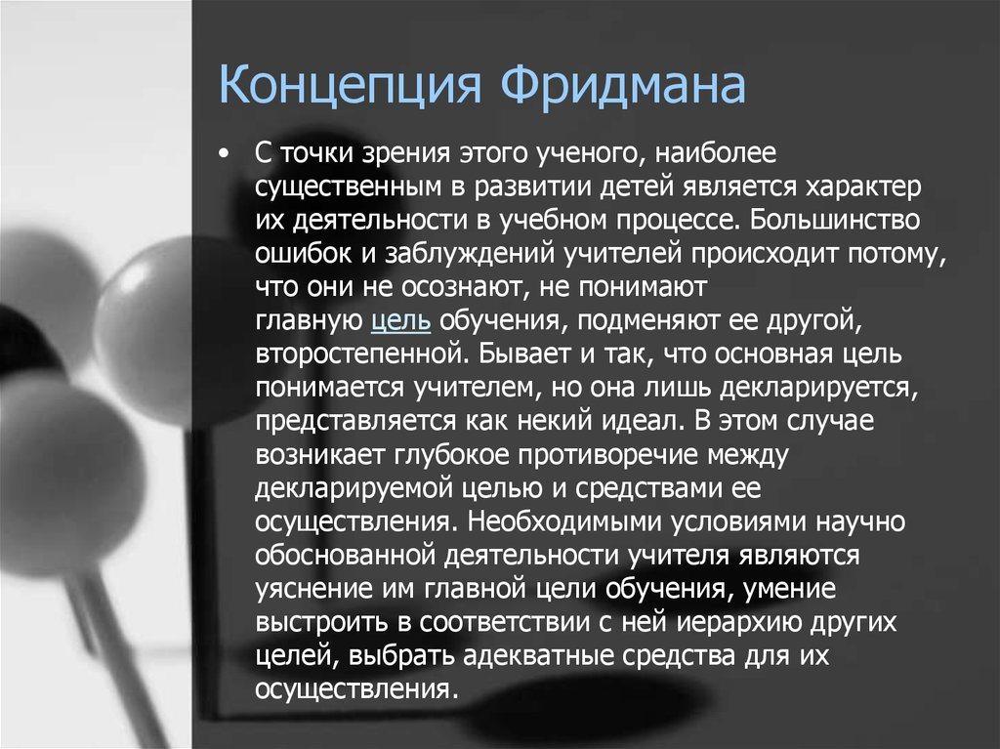 Концепция Фридмана
• С точки зрения этого ученого, наиболее
существенным в развитии детей является характер
их деятельности в учебном процессе. Большинство
ошибок и заблуждений учителей происходит потому,
что они не осознают, не понимают
главную цель обучения, подменяют ее другой,
второстепенной. Бывает и так, что основная цель
понимается учителем, но она лишь декларируется,
представляется как некий идеал. В этом случае
возникает глубокое противоречие между
декларируемой целью и средствами ее
осуществления. Необходимыми условиями научно
обоснованной деятельности учителя являются
уяснение им главной цели обучения, умение
выстроить в соответствии с ней иерархию других
целей, выбрать адекватные средства для их
осуществления.